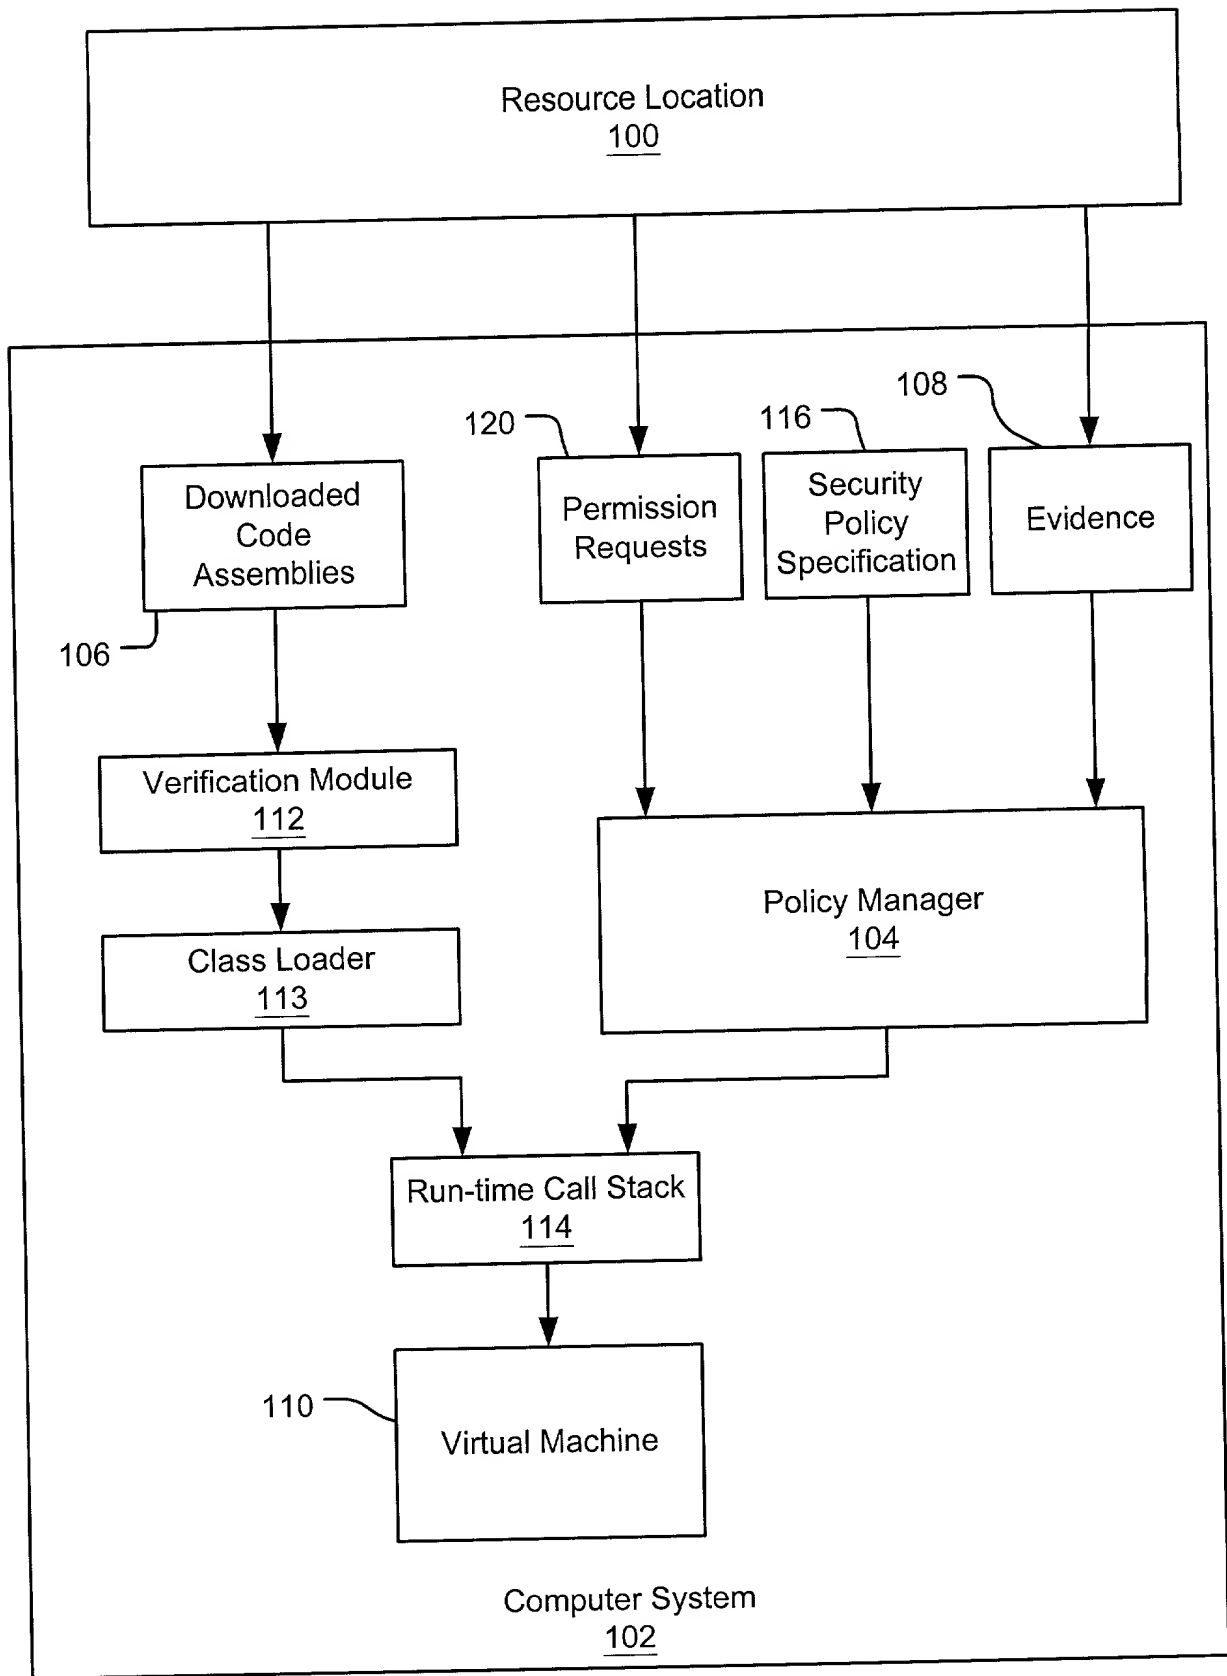 Resource Location
100
108
120
116
Downloaded
Code
Assemblies
Permission
Requests
Security
Policy
Specification
Evidence
106
Verification Module
112
Policy Manager
104
Class Loader
113
Run-time Call Stack
114
110
Virtual Machine
Computer System
102